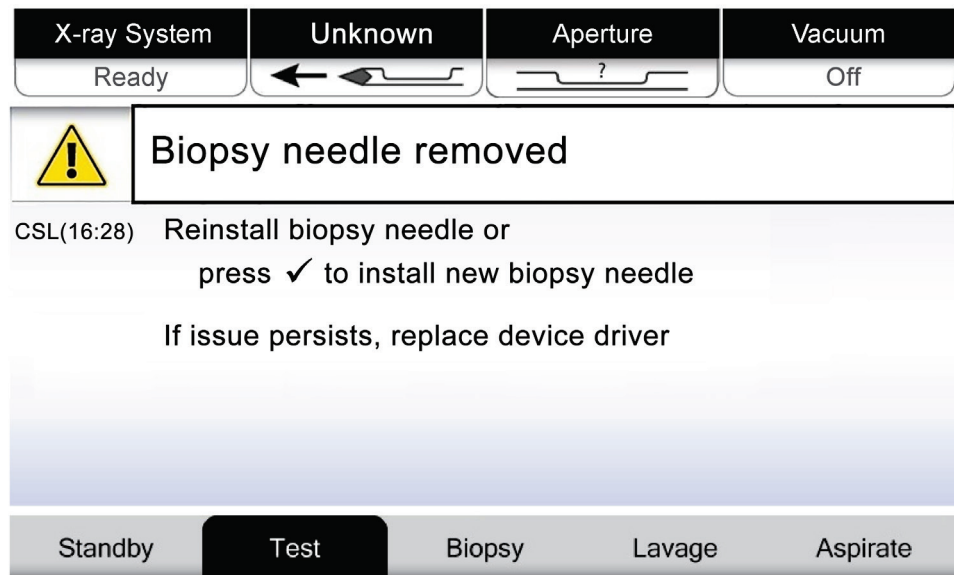 X-ray System
Ready
Unknown
Aperture
?
Vacuum
Off
!
Biopsy needle removed
CSL(16:28)
Reinstall biopsy needle or
press ✓ to install new biopsy needle
If issue persists, replace device driver
Standby
Test
Biopsy
Lavage
Aspirate